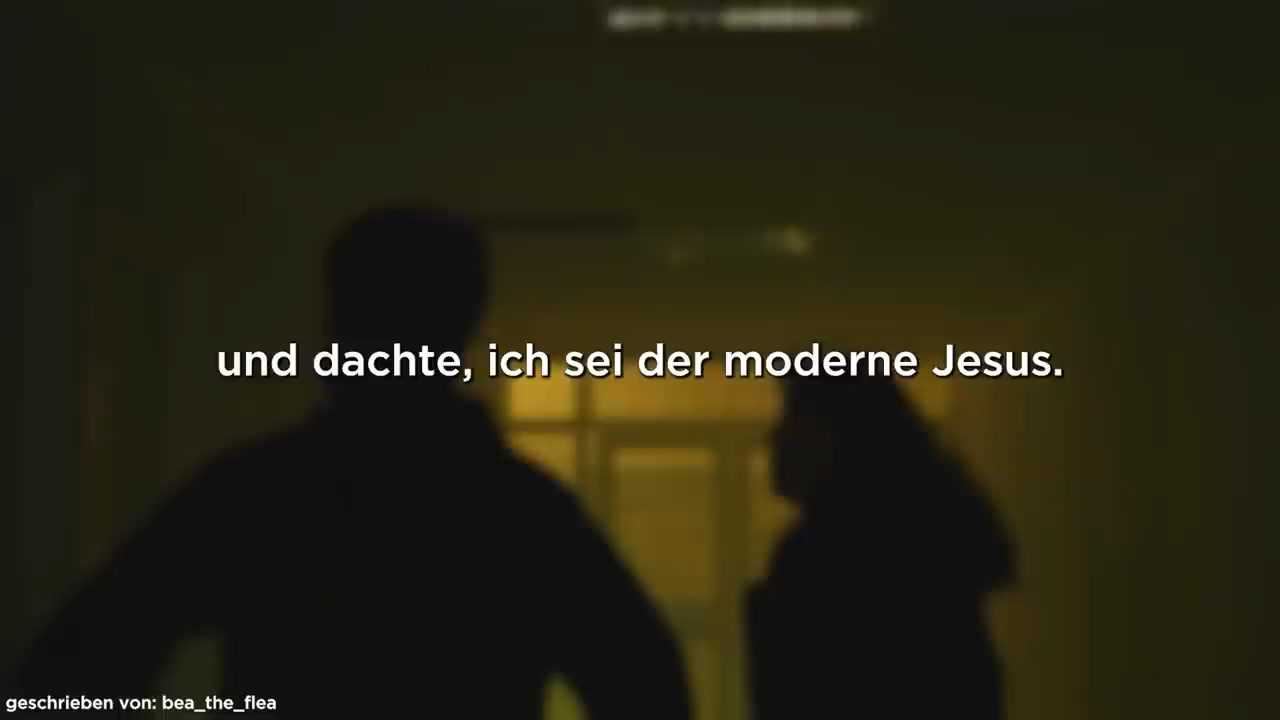 und dachte, ich sei der moderne Jesus.
geschrieben von: bea_the_flea